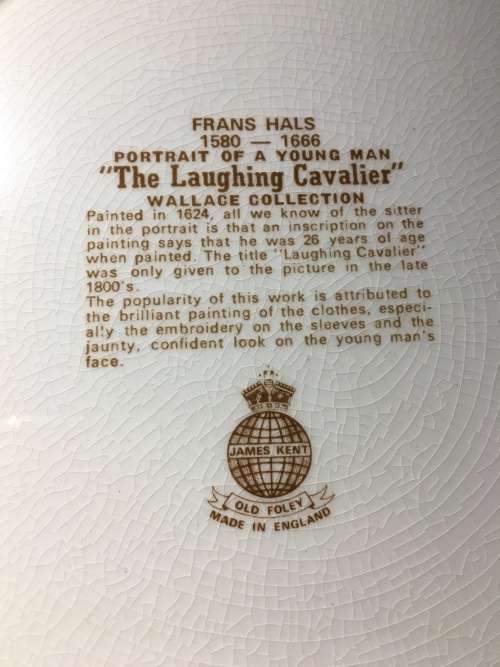 FRANS HALS
1580 — 1666
PORTRAIT OF A YOUNG MAN
"The Laughing Cavalier"
WALLACE COLLECTION
Painted in 1624, all we know of the sitter
in the portrait is that an inscription on the
painting says that he was 26 years of age
when painted. The title "Laughing Cavalier"
was only given to the picture in the late
1800's.
The popularity of this work is attributed to
the brilliant painting of the clothes, especi-
ally the embroidery on the sleeves and the
jaunty, confident look on the young man's
face.
JAMES KENT
OLD FOLEY
MADE IN ENGLAND